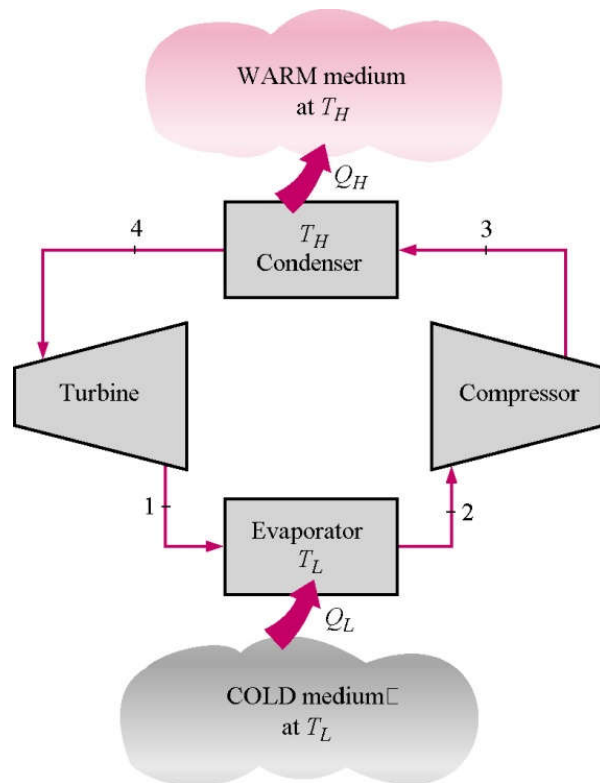 WARM medium
at T_H
Q_H
4
3
T_H
Condenser
Turbine
Compressor
1
2
Evaporator
T_L
Q_L
COLD medium□
at T_L